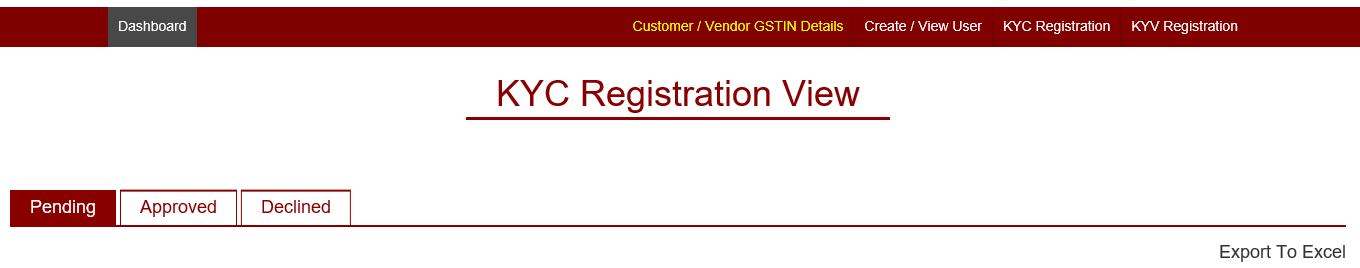 Dashboard Customer / Vendor GSTIN Details Create / View User KYC Registration KYV Registration
KYC Registration View
Pending Approved Declined
Export To Excel